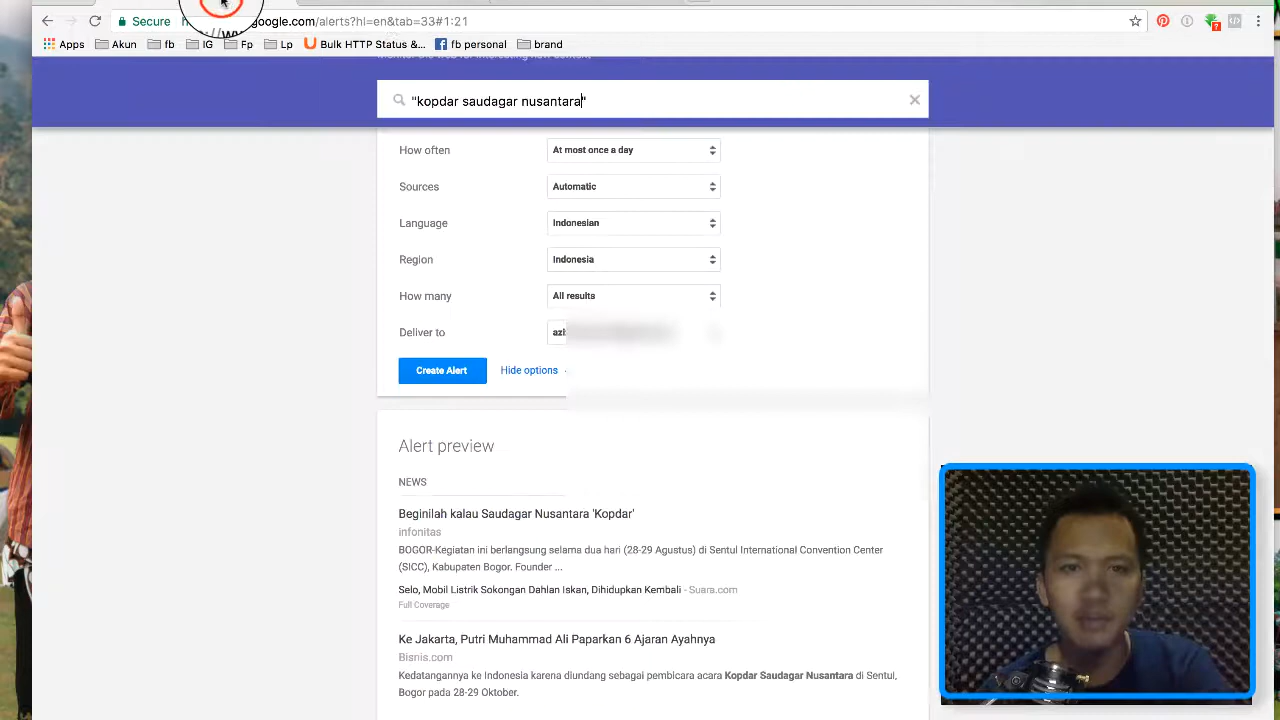 Secure
google.com/alerts?hl=en&tab=33#1:21
Apps Akun fb IG Fp Lp Bulk HTTP Status &... fb personal brand
"kopdar saudagar nusantara"
How often At most once a day
Sources Automatic
Language Indonesian
Region Indonesia
How many All results
Deliver to azi
Create Alert Hide options
Alert preview
NEWS
Beginilah kalau Saudagar Nusantara 'Kopdar'
infonitas
BOGOR-Kegiatan ini berlangsung selama dua hari (28-29 Agustus) di Sentul International Convention Center
(SICC), Kabupaten Bogor. Founder ...
Selo, Mobil Listrik Sokongan Dahlan Iskan, Dihidupkan Kembali - Suara.com
Full Coverage
Ke Jakarta, Putri Muhammad Ali Paparkan 6 Ajaran Ayahnya
Bisnis.com
Kedatangannya ke Indonesia karena diundang sebagai pembicara acara Kopdar Saudagar Nusantara di Sentul,
Bogor pada 28-29 Oktober.